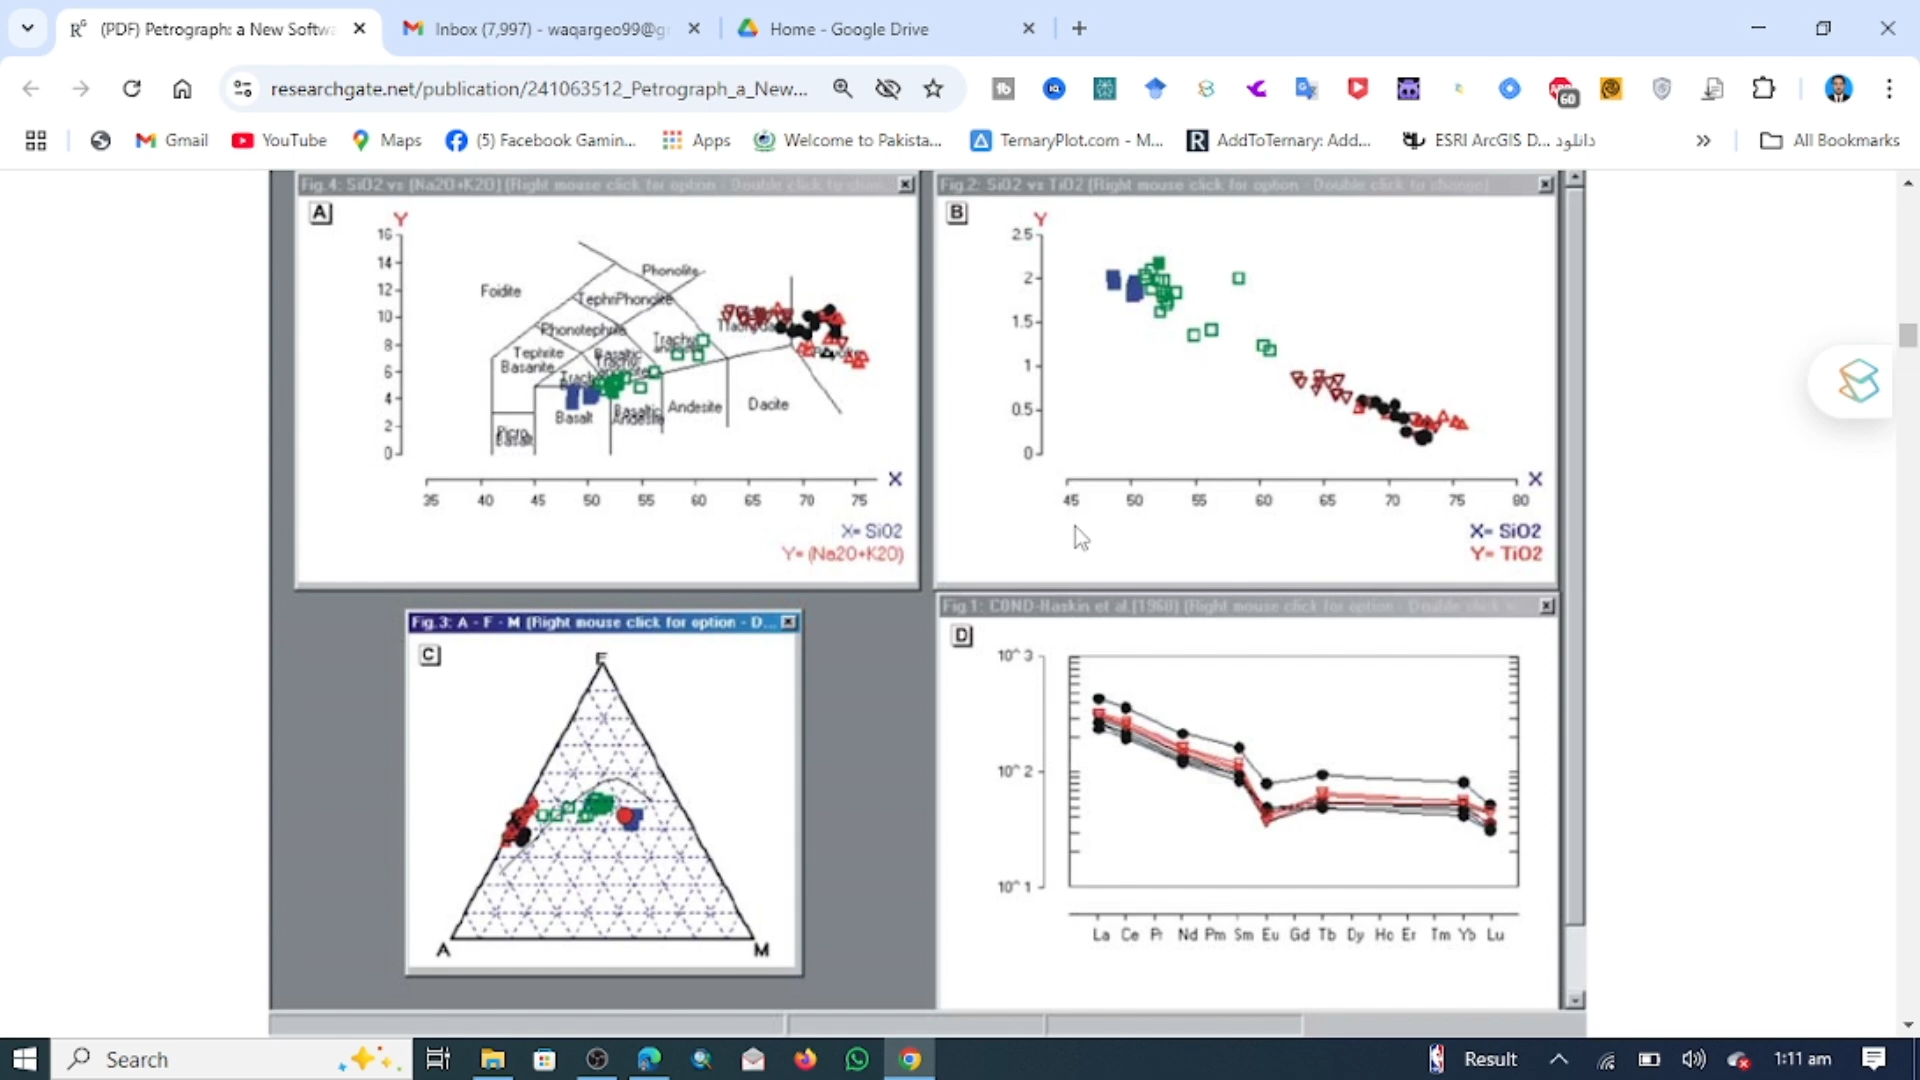 (PDF) Petrograph: a New Softwa
Inbox (7,997) - waqargeo99@g
Home - Google Drive
researchgate.net/publication/241063512_Petrograph_a_New...
60
Gmail
YouTube
Maps
(5) Facebook Gamin...
Apps
Welcome to Pakista...
TernaryPlot.com - M...
AddToTernary: Add...
ESRI ArcGIS D... دانلود
All Bookmarks
Fig.4: SiO2 vs (Na2O+K2O) (Right mouse click for option - Double click to chan
A
Y
16
14
12
10
8
6
4
2
0
Foidite
Phonolite
TephriPhonolite
Phonotephrite
Tephrite
Basanite
Basaltic
Trachy
Basalt
Basaltic
Andesite
Andesite
Dacite
Picro
Basalt
35 40 45 50 55 60 65 70 75
X
X= SiO2
Y= (Na2O+K2O)
Fig.2: SiO2 vs TiO2 (Right mouse click for option - Double click to change)
B
Y
2.5
2
1.5
1
0.5
0
45 50 55 60 65 70 75 80
X
X= SiO2
Y= TiO2
Fig.3: A - F - M (Right mouse click for option - D...
C
F
A
M
Fig.1: COND-Haskin et al.(1968) (Right mouse click for option - Double click
D
10^3
10^2
10^1
La Ce Pr Nd Pm Sm Eu Gd Tb Dy Ho Er Tm Yb Lu
Search
Result
1:11 am